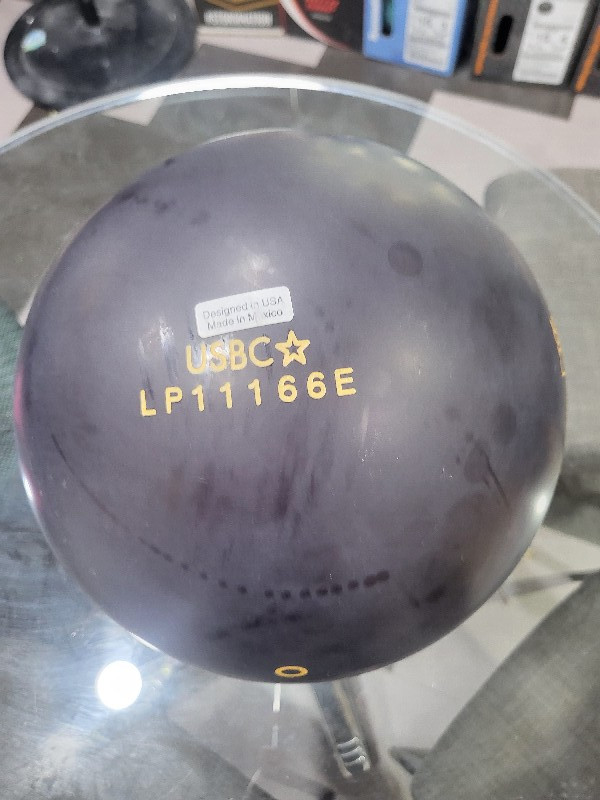 Designed in USA
Made in Mexico
USBC
LP11166E